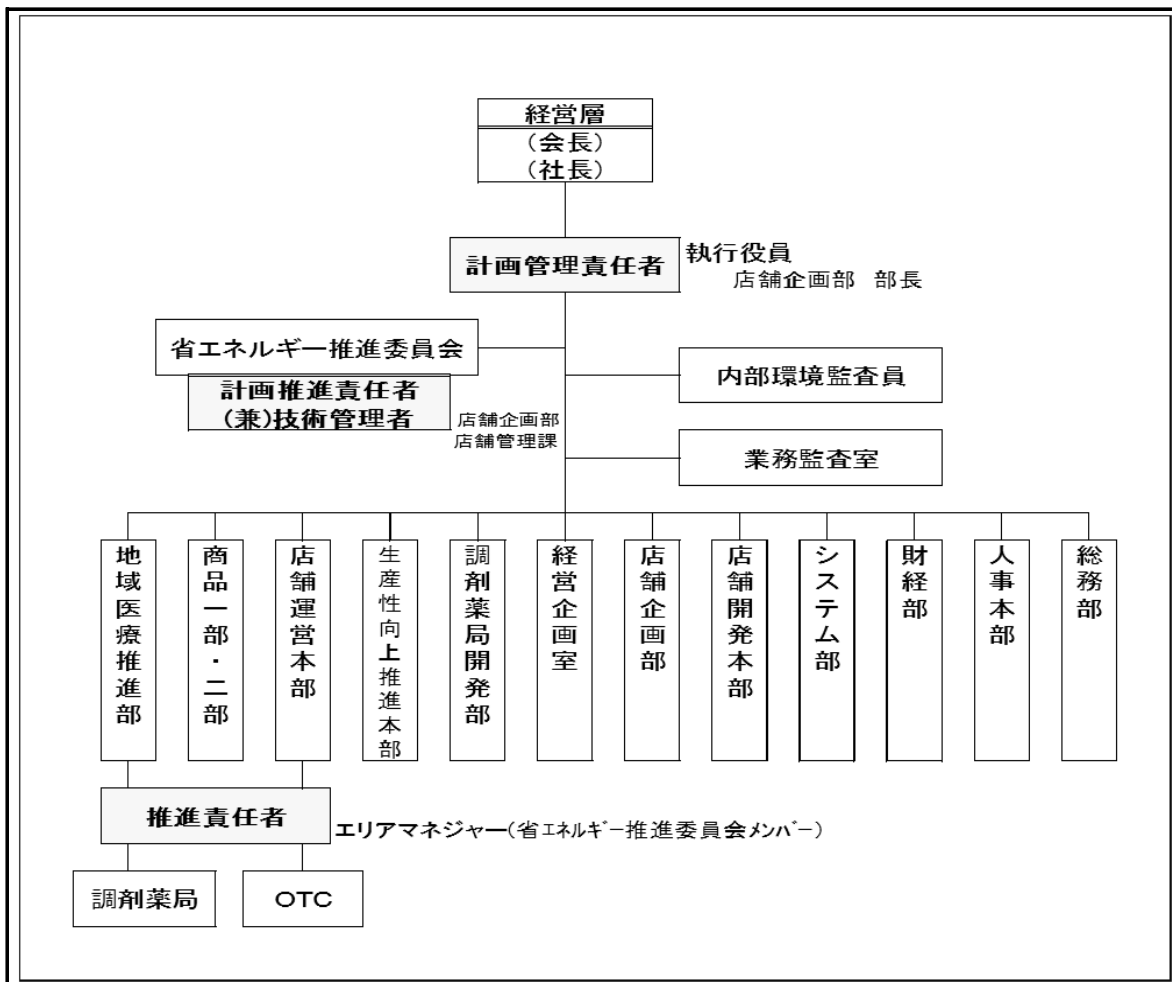 経営層
(会長)
(社長)
計画管理責任者
執行役員
店舗企画部 部長
省エネルギー推進委員会
計画推進責任者
(兼)技術管理者
店舗企画部
店舗管理課
内部環境監査員
業務監査室
地域医療推進部
商品一部・二部
店舗運営本部
生産性向上推進本部
調剤薬局開発部
経営企画室
店舗企画部
店舗開発本部
システム部
財経部
人事本部
総務部
推進責任者
エリアマネジャー(省エネルギー推進委員会メンバー)
調剤薬局
OTC